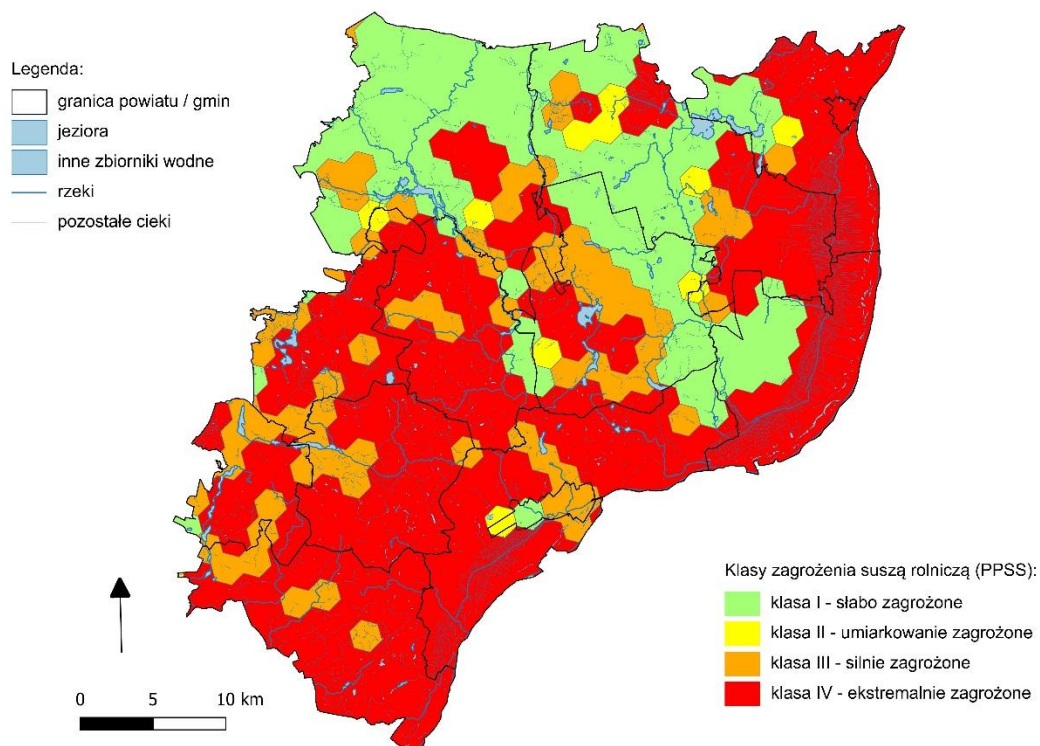 Legenda:
granica powiatu / gmin
jeziora
inne zbiorniki wodne
rzeki
pozostałe cieki
Klasy zagrożenia suszą rolniczą (PPSS):
klasa I - słabo zagrożone
klasa II - umiarkowanie zagrożone
klasa III - silnie zagrożone
klasa IV - ekstremalnie zagrożone
0 5 10 km